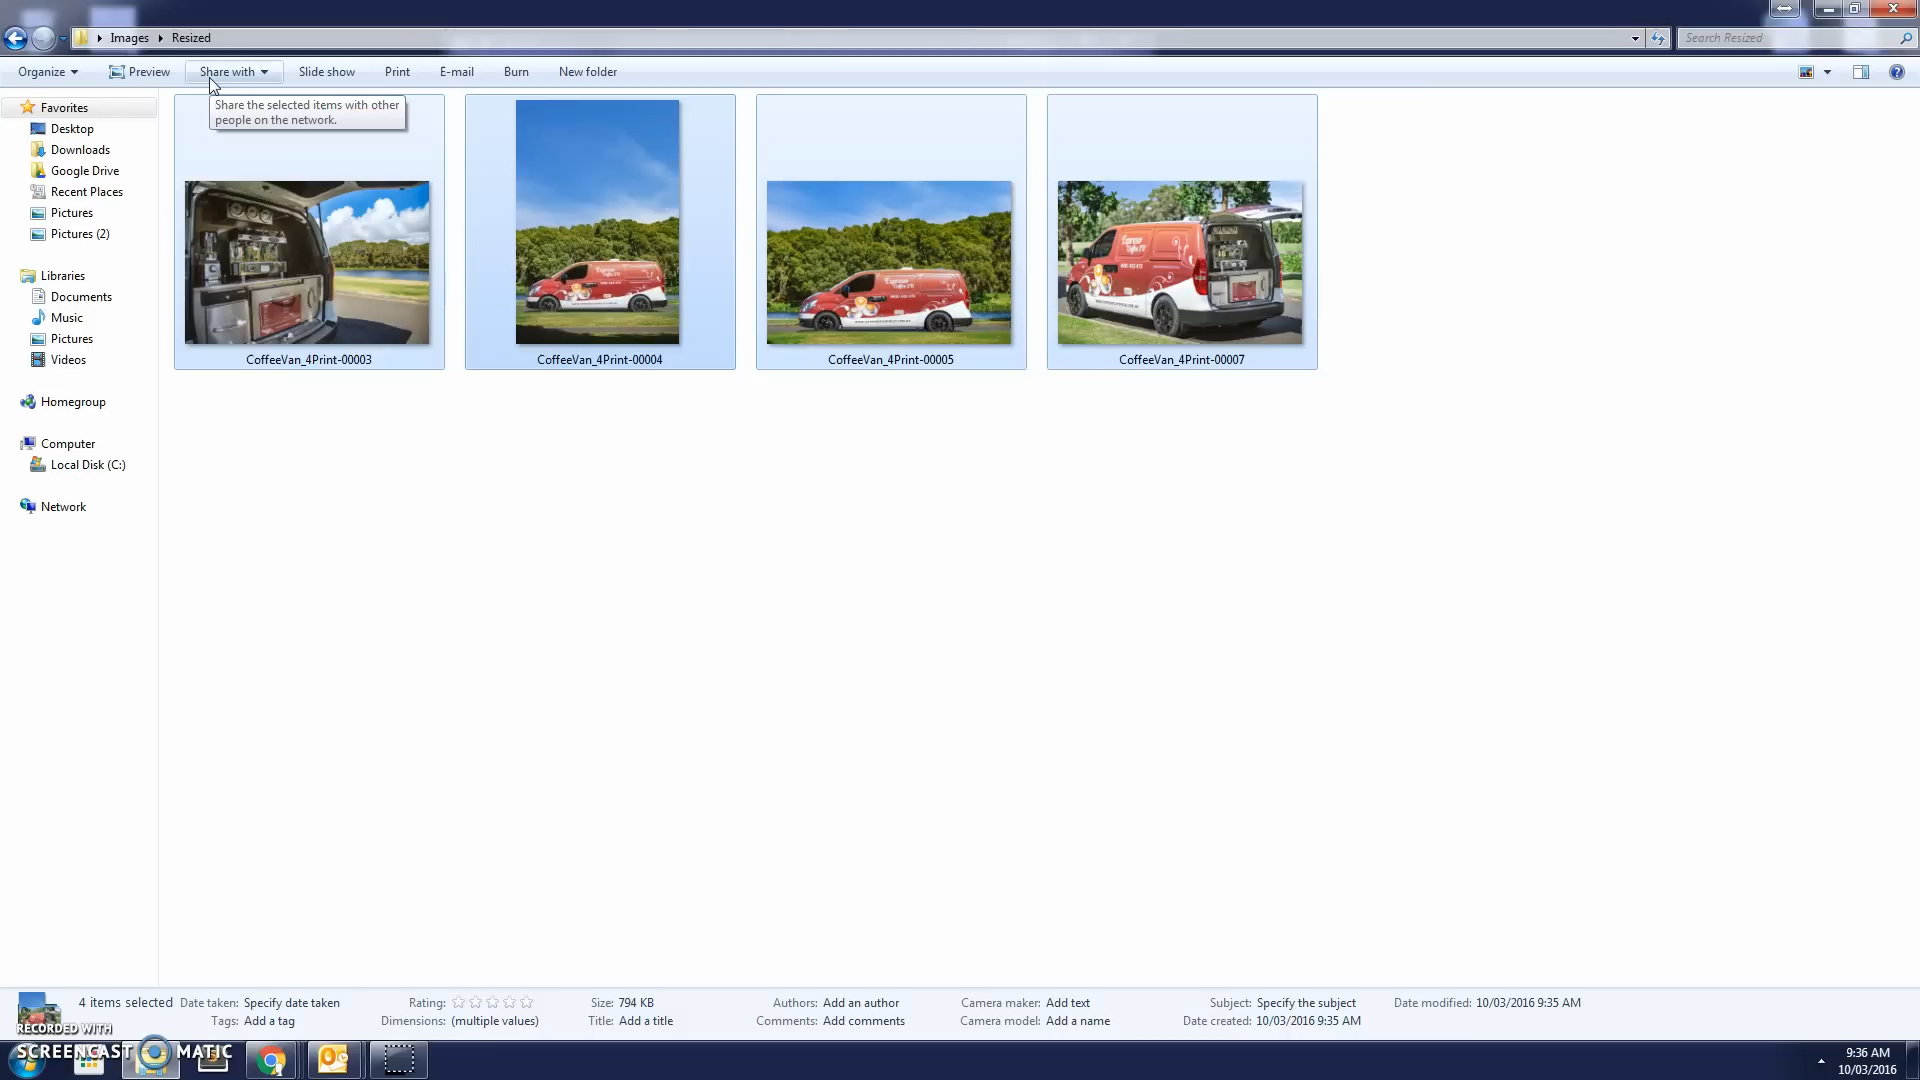 Images Resized
Search Resized
Organize Preview Share with Slide show Print E-mail Burn New folder
Share the selected items with other
people on the network.
Favorites
Desktop
Downloads
Google Drive
Recent Places
Pictures
Pictures (2)
Libraries
Documents
Music
Pictures
Videos
Homegroup
Computer
Local Disk (C:)
Network
Espresso
Coffee 2 U
CoffeeVan_4Print-00003 CoffeeVan_4Print-00004 CoffeeVan_4Print-00005 CoffeeVan_4Print-00007
4 items selected Date taken: Specify date taken Rating: Size: 794 KB Authors: Add an author Camera maker: Add text Subject: Specify the subject Date modified: 10/03/2016 9:35 AM
Tags: Add a tag Dimensions: (multiple values) Title: Add a title Comments: Add comments Camera model: Add a name Date created: 10/03/2016 9:35 AM
RECORDED WITH
SCREENCAST MATIC
9:36 AM
10/03/2016